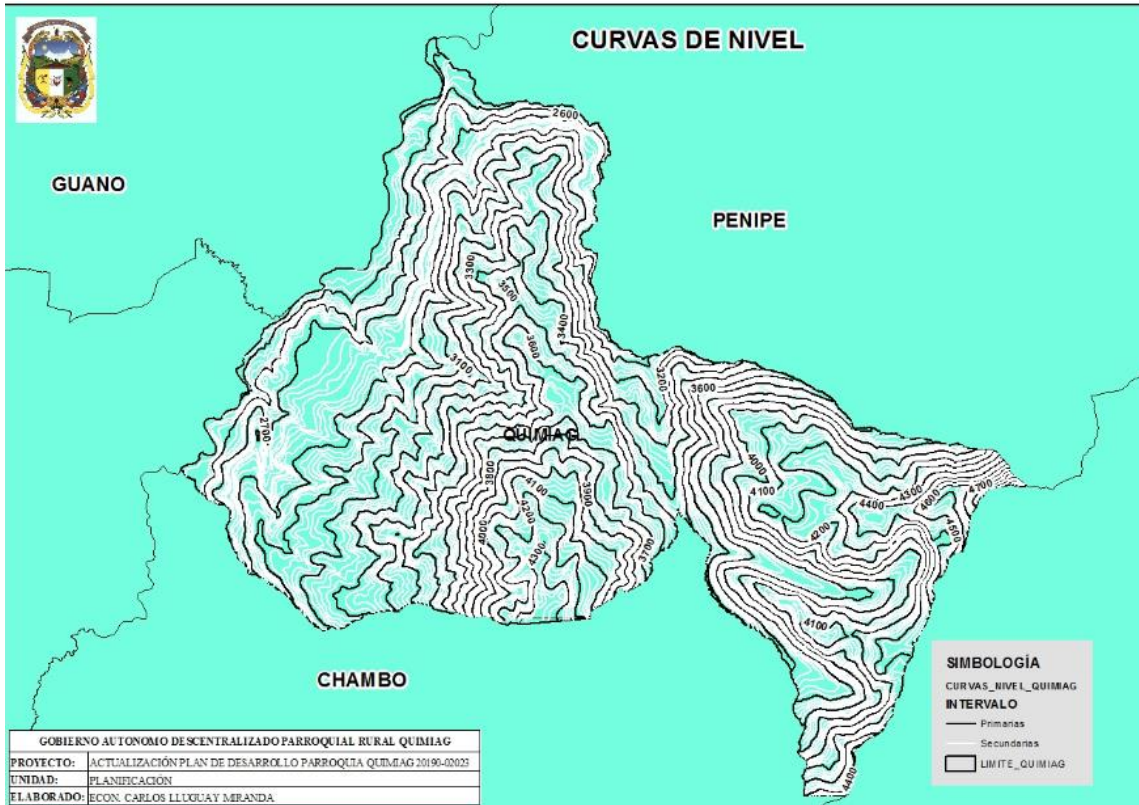 CURVAS DE NIVEL
GUANO
PENIPE
2600
3300
3500
3400
3600
3100
3200
3600
2700
QUIMIAG
4000
4100
3800
4100
3900
4200
4000
4300
3700
4400
4300
4600
4700
4500
4200
4100
4400
CHAMBO
SIMBOLOGÍA
CURVAS_NIVEL_QUIMIAG
INTERVALO
Primarias
Secundarias
LIMITE_QUIMIAG
GOBIERNO AUTONOMO DESCENTRALIZADO PARROQUIAL RURAL QUIMIAG
PROYECTO: ACTUALIZACIÓN PLAN DE DESARROLLO PARROQUIA QUIMIAG 20190-02023
UNIDAD: PLANIFICACIÓN
ELABORADO: ECON. CARLOS LLUGUAY MIRANDA